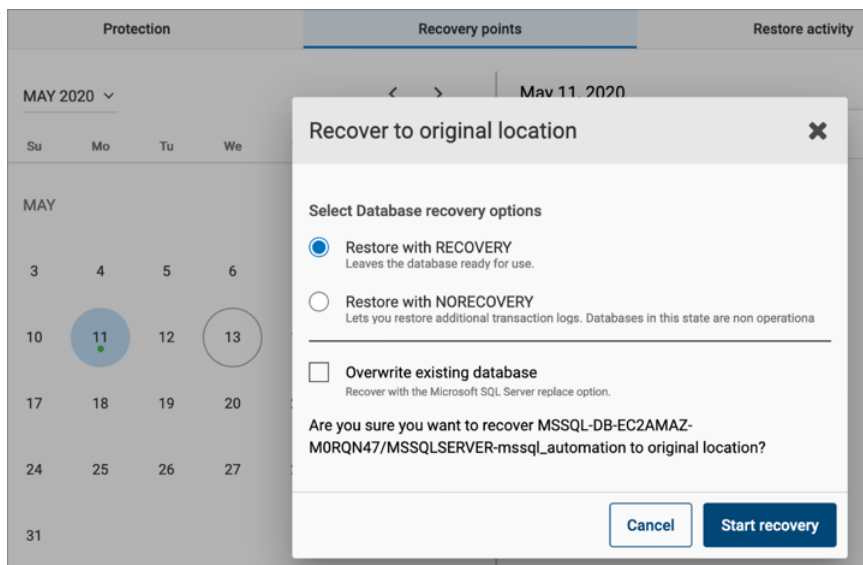 Protection Recovery points Restore activity
MAY 2020
May 11, 2020
Su Mo Tu We
MAY
3 4 5 6
10 11 12 13
17 18 19 20
24 25 26 27
31
Recover to original location
Select Database recovery options
Restore with RECOVERY
Leaves the database ready for use.
Restore with NORECOVERY
Lets you restore additional transaction logs. Databases in this state are non operationa
Overwrite existing database
Recover with the Microsoft SQL Server replace option.
Are you sure you want to recover MSSQL-DB-EC2AMAZ-
M0RQN47/MSSQLSERVER-mssql_automation to original location?
Cancel Start recovery